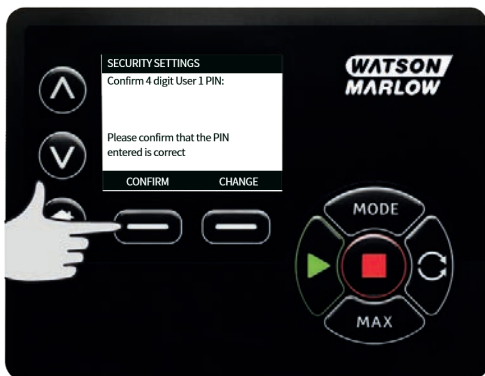 SECURITY SETTINGS
Confirm 4 digit User 1 PIN:
Please confirm that the PIN
entered is correct
CONFIRM CHANGE
WATSON
MARLOW
MODE
MAX